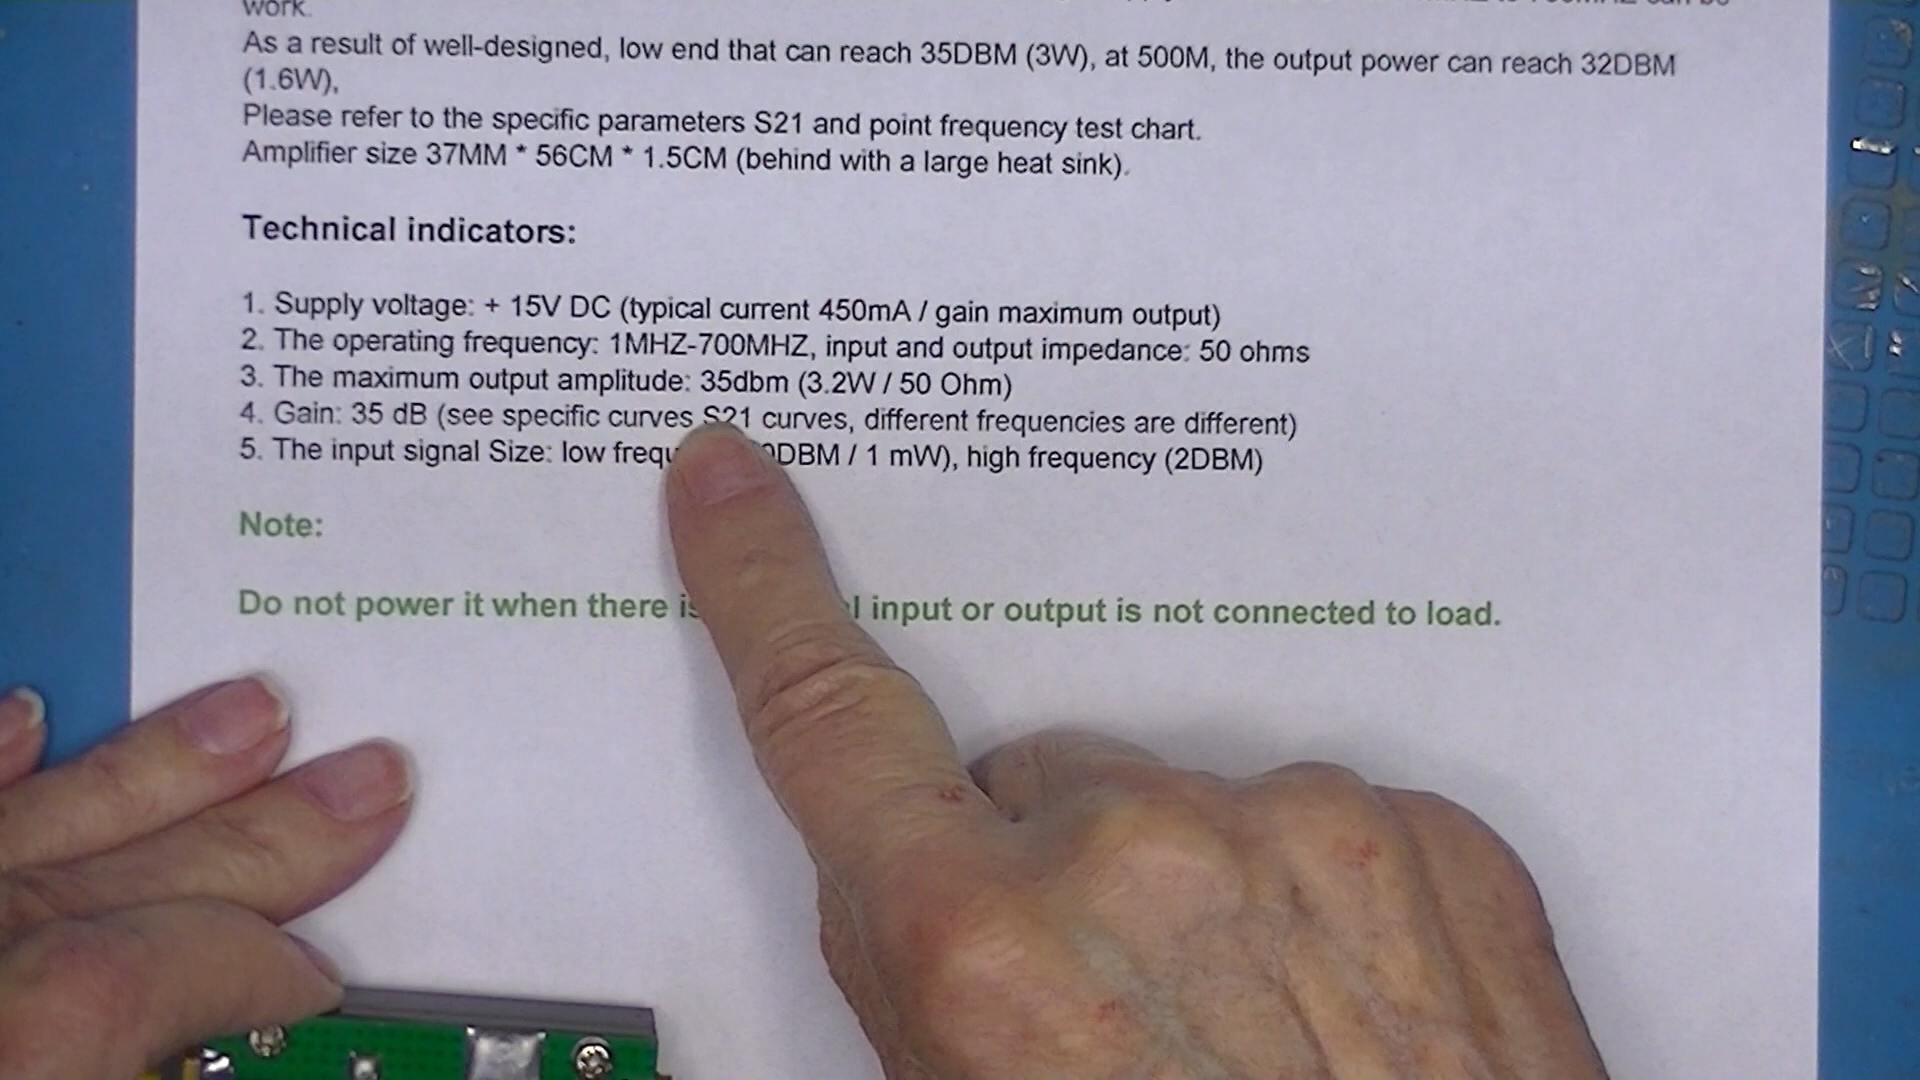 work.
As a result of well-designed, low end that can reach 35DBM (3W), at 500M, the output power can reach 32DBM
(1.6W),
Please refer to the specific parameters S21 and point frequency test chart.
Amplifier size 37MM * 56CM * 1.5CM (behind with a large heat sink).
Technical indicators:
1. Supply voltage: + 15V DC (typical current 450mA / gain maximum output)
2. The operating frequency: 1MHZ-700MHZ, input and output impedance: 50 ohms
3. The maximum output amplitude: 35dbm (3.2W / 50 Ohm)
4. Gain: 35 dB (see specific curves S21 curves, different frequencies are different)
5. The input signal Size: low 0DBM / 1 mW), high frequency (2DBM)
Note:
Do not power it when there input or output is not connected to load.